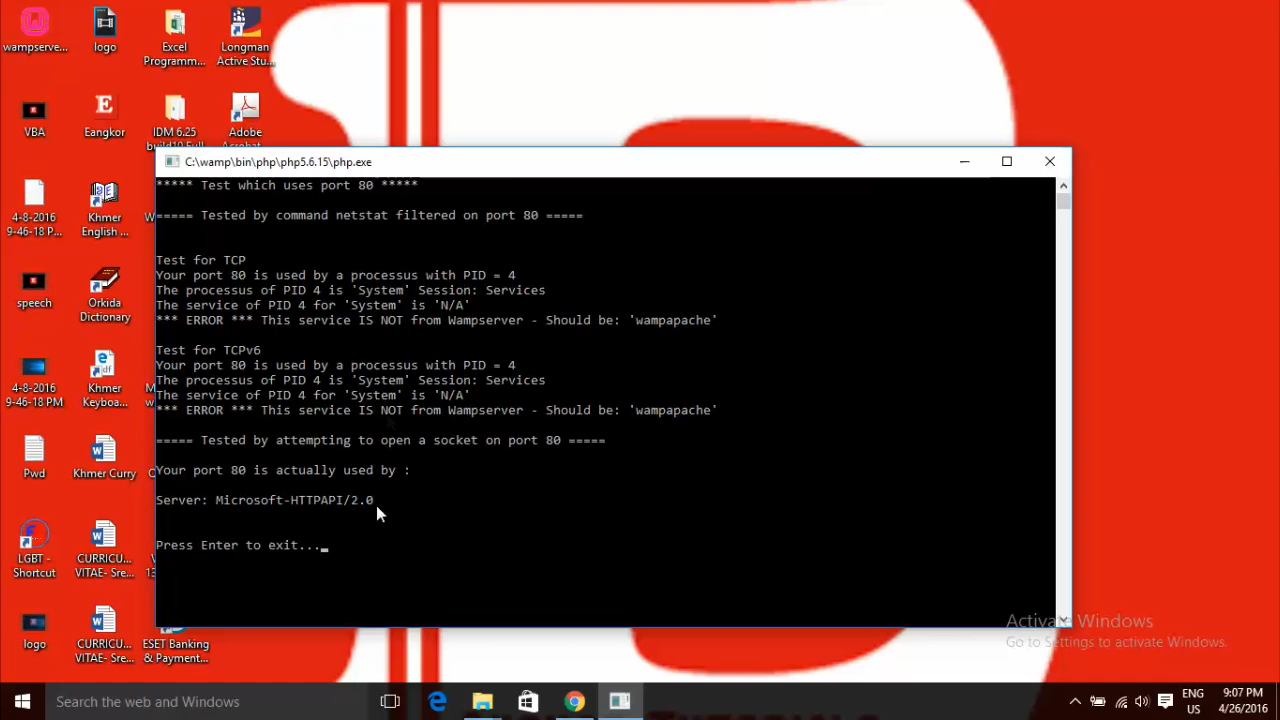 wampserve...
logo
Excel
Programm...
Longman
Active Stu...
VBA
Eangkor
IDM 6.25
build10 Full
Adobe
Acrobat
4-8-2016
9-46-18 P...
Khmer
English ...
speech
Orkida
Dictionary
4-8-2016
9-46-18 PM
Khmer
Keyboa...
Pwd
Khmer Curry
LGBT -
Shortcut
CURRICU...
VITAE- Sre...
logo
CURRICU...
VITAE- Sre...
ESET Banking
& Payment...
C:\wamp\bin\php\php5.6.15\php.exe
***** Test which uses port 80 *****
===== Tested by command netstat filtered on port 80 =====
Test for TCP
Your port 80 is used by a processus with PID = 4
The processus of PID 4 is 'System' Session: Services
The service of PID 4 for 'System' is 'N/A'
*** ERROR *** This service IS NOT from Wampserver - Should be: 'wampapache'
Test for TCPv6
Your port 80 is used by a processus with PID = 4
The processus of PID 4 is 'System' Session: Services
The service of PID 4 for 'System' is 'N/A'
*** ERROR *** This service IS NOT from Wampserver - Should be: 'wampapache'
===== Tested by attempting to open a socket on port 80 =====
Your port 80 is actually used by :
Server: Microsoft-HTTPAPI/2.0
Press Enter to exit...
Activate Windows
Go to Settings to activate Windows.
Search the web and Windows
ENG
US
9:07 PM
4/26/2016